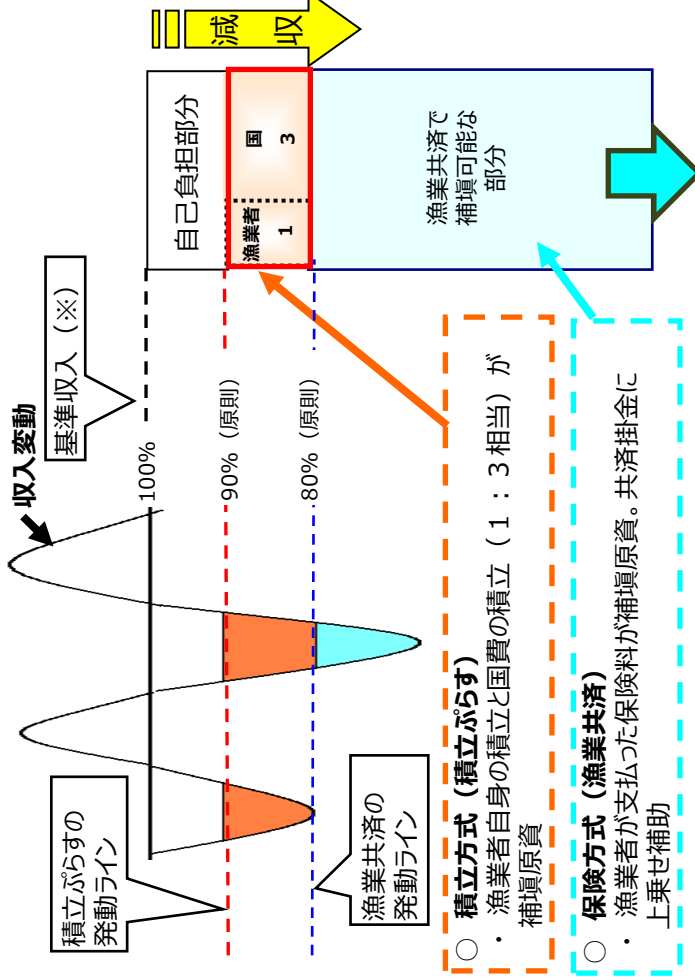 収入変動
基準収入（※）
100%
90%（原則）
80%（原則）
積立ぷらすの
発動ライン
漁業共済の
発動ライン
減収
自己負担部分
漁業者
1
国
3
漁業共済で
補塡可能な
部分
○ 積立方式（積立ぷらす）
・ 漁業者自身の積立と国費の積立（１：３相当）が
補塡原資
○ 保険方式（漁業共済）
・ 漁業者が支払った保険料が補塡原資。共済掛金に
上乗せ補助